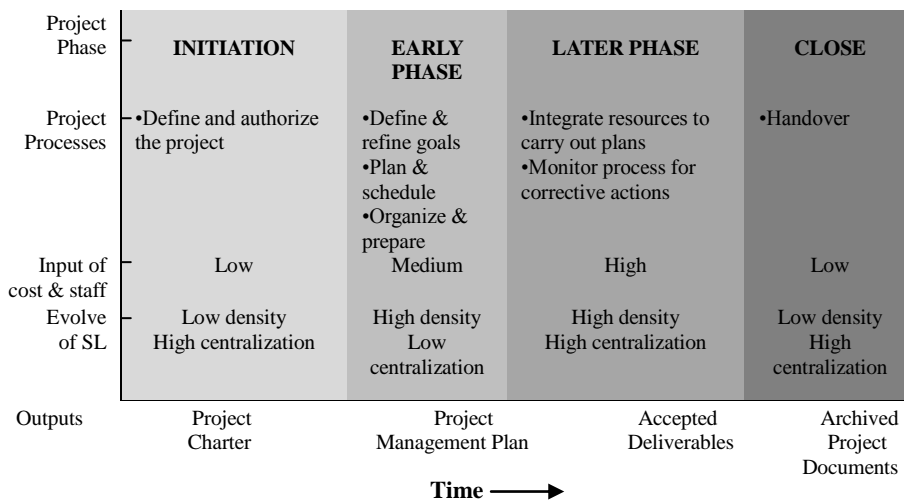 Project
Phase
INITIATION
EARLY
PHASE
LATER PHASE
CLOSE
Project
Processes
•Define and authorize
the project
•Define &
refine goals
•Plan &
schedule
•Organize &
prepare
•Integrate resources to
carry out plans
•Monitor process for
corrective actions
•Handover
Input of
cost & staff
Low
Medium
High
Low
Evolve
of SL
Low density
High centralization
High density
Low
centralization
High density
High centralization
Low density
High
centralization
Outputs
Project
Charter
Project
Management Plan
Accepted
Deliverables
Archived
Project
Documents
Time